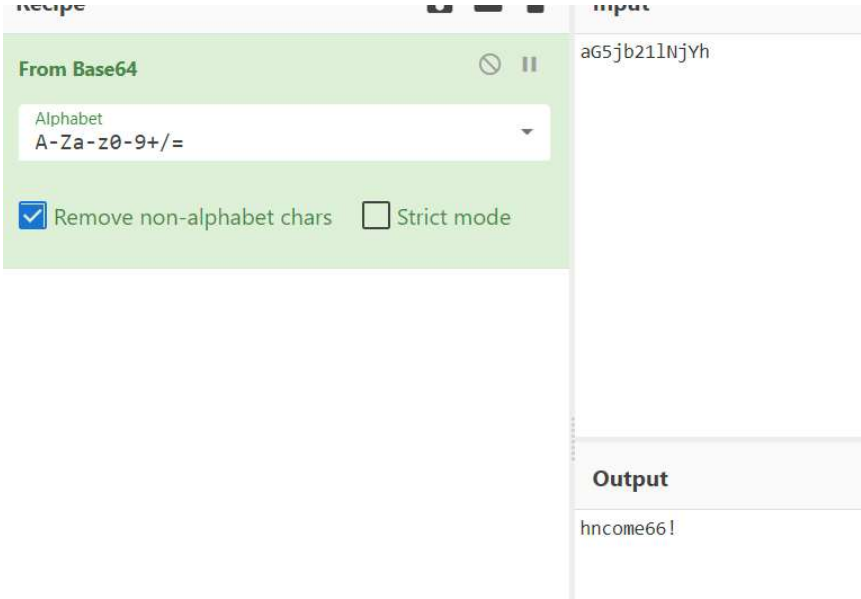 Recipe
Input
From Base64
aG5jb21lNjYh
Alphabet
A-Za-z0-9+/=
Remove non-alphabet chars
Strict mode
Output
hncome66!